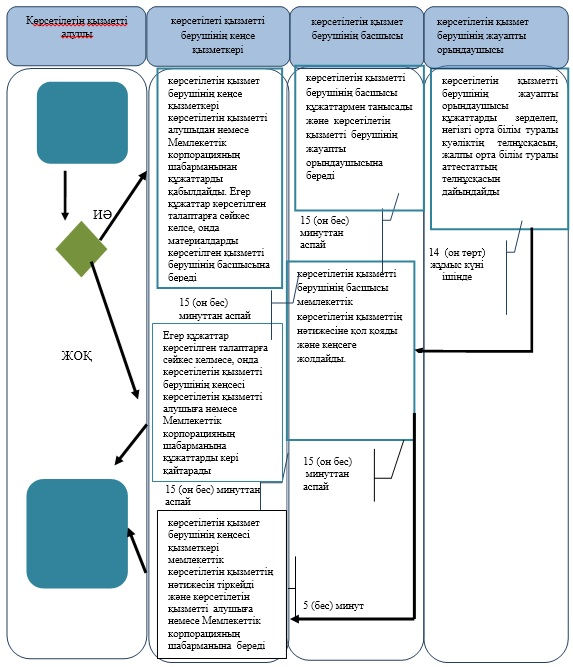 Көрсетілетін қызметті
алушы
көрсетілеті қызметті
берушінің кеңсе
қызметкері
көрсетілетін қызмет
берушінің басшысы
көрсетілетін қызмет
берушінің жауапты
орындаушысы
көрсетілетін қызмет
берушінің кеңсе
қызметкері
көрсетілетін қызметті
алушыдан немесе
Мемлекеттік
корпорацияның
шабарманынан
құжаттарды
қабылдайды. Егер
құжаттар көрсетілген
талаптарға сәйкес
келсе, онда
материалдарды
көрсетілген қызметті
берушінің басшысына
береді
көрсетілетін қызметті
берушінің басшысы
құжаттармен танысады
және көрсетілетін
қызметті берушінің
жауапты
орындаушысына
береді
көрсетілетін қызметті
берушінің жауапты
орындаушысы
құжаттарды зерделеп,
негізгі орта білім туралы
куәліктің телнұсқасын,
жалпы орта білім туралы
аттестаттың
телнұсқасын
дайындайды
ИӘ
15 (он бес)
минуттан
аспай
14 (он төрт)
жұмыс күні
ішінде
көрсетілетін қызметті
берушінің басшысы
мемлекеттік
көрсетілетін қызметтің
нәтижесіне қол қояды
және кеңсеге
жолдайды.
15 (он бес)
минуттан аспай
ЖОҚ
Егер құжаттар
көрсетілген талаптарға
сәйкес келмесе, онда
көрсетілетін қызметті
берушінің кеңсесі
көрсетілетін қызметті
алушыға немесе
Мемлекеттік
корпорацияның
шабарманына
құжаттарды кері
қайтарады
15 (он бес)
минуттан
аспай
15 (он бес) минуттан
аспай
көрсетілетін қызмет
берушінің кеңсесі
қызметкері
мемлекеттік
көрсетілетін қызметтің
нәтижесін тіркейді
және көрсетілетін
қызметті алушыға
немесе Мемлекеттік
корпорацияның
шабарманына береді
5 (бес) минут